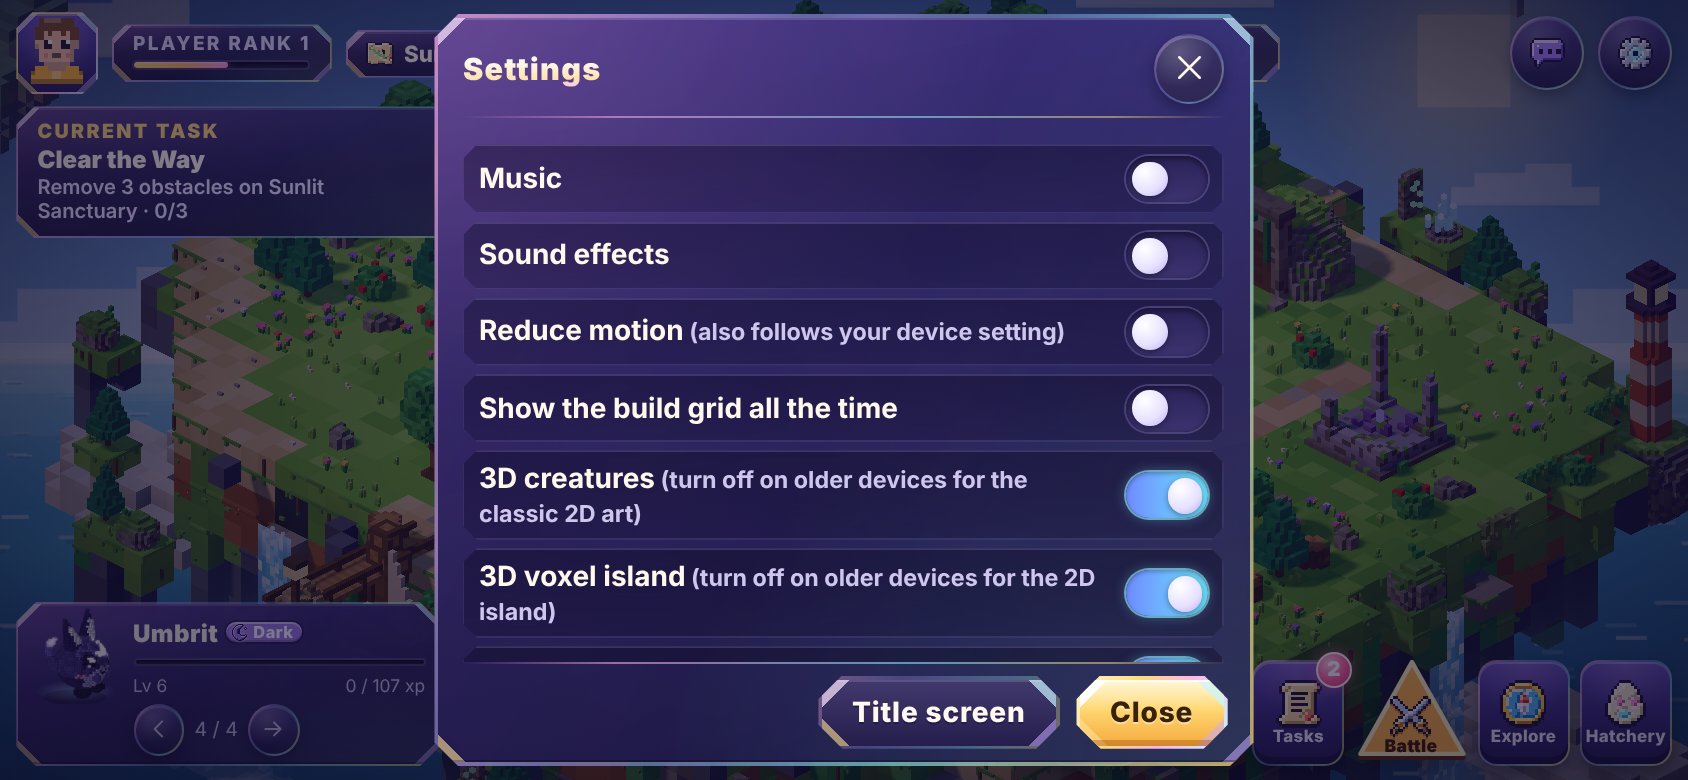 PLAYER RANK 1
Su
CURRENT TASK
Clear the Way
Remove 3 obstacles on Sunlit
Sanctuary · 0/3
Settings
Music
Sound effects
Reduce motion (also follows your device setting)
Show the build grid all the time
3D creatures (turn off on older devices for the
classic 2D art)
3D voxel island (turn off on older devices for the 2D
island)
Title screen
Close
Umbrit
Dark
Lv 6
0 / 107 xp
4 / 4
2
Tasks
Battle
Explore
Hatchery